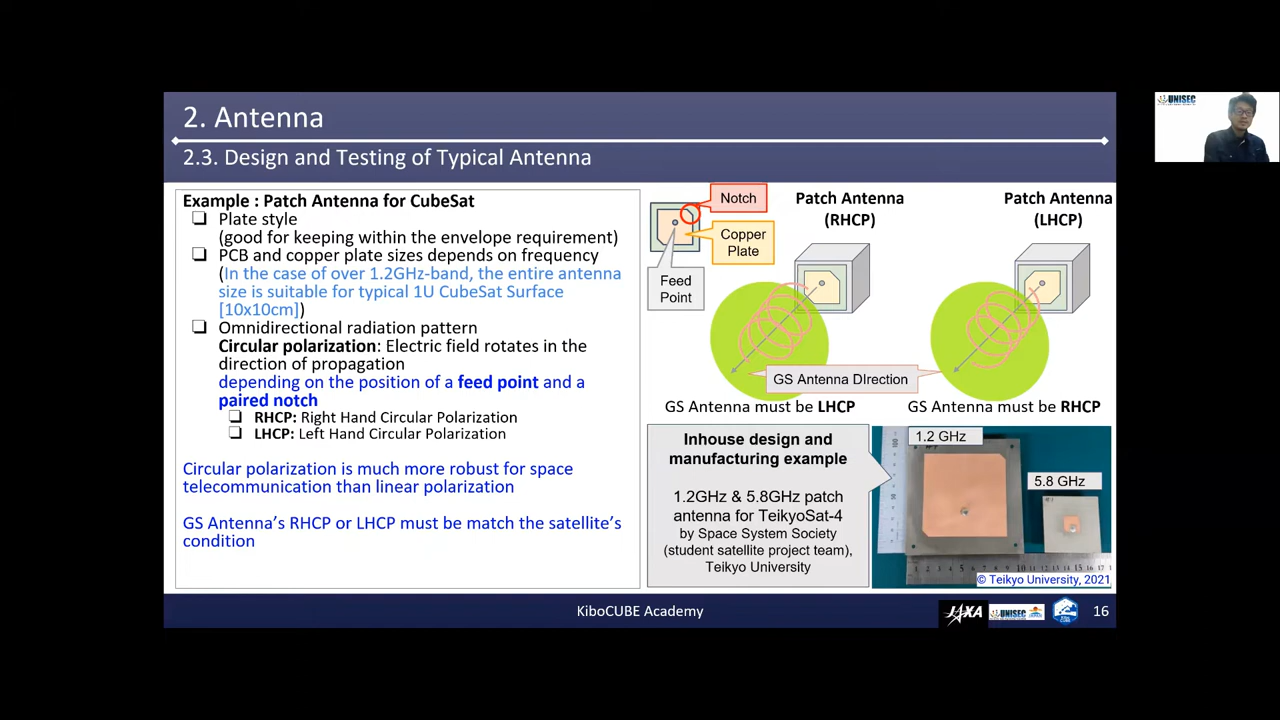 2. Antenna
2.3. Design and Testing of Typical Antenna
Example : Patch Antenna for CubeSat
❑ Plate style
(good for keeping within the envelope requirement)
❑ PCB and copper plate sizes depends on frequency
(In the case of over 1.2GHz-band, the entire antenna
size is suitable for typical 1U CubeSat Surface
[10x10cm])
❑ Omnidirectional radiation pattern
Circular polarization: Electric field rotates in the
direction of propagation
depending on the position of a feed point and a
paired notch
❑ RHCP: Right Hand Circular Polarization
❑ LHCP: Left Hand Circular Polarization
Circular polarization is much more robust for space
telecommunication than linear polarization
GS Antenna's RHCP or LHCP must be match the satellite's
condition
Notch
Copper
Plate
Feed
Point
Patch Antenna
(RHCP)
Patch Antenna
(LHCP)
GS Antenna DIrection
GS Antenna must be LHCP
GS Antenna must be RHCP
Inhouse design and
manufacturing example
1.2GHz & 5.8GHz patch
antenna for TeikyoSat-4
by Space System Society
(student satellite project team),
Teikyo University
1.2 GHz
5.8 GHz
© Teikyo University, 2021
KiboCUBE Academy
JAXA
UNISEC
16
UNISEC